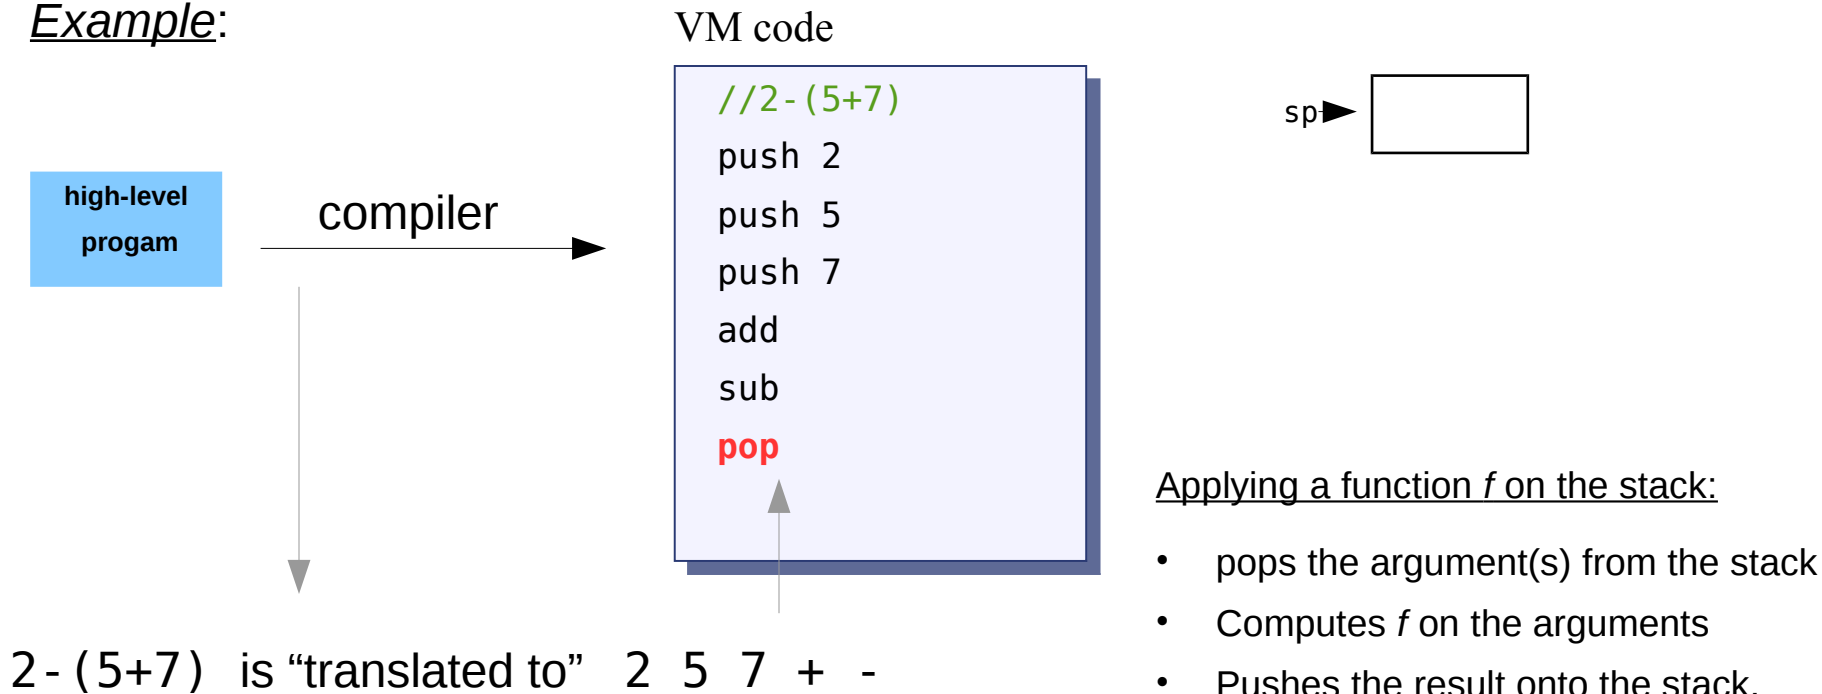 Example:
VM code
//2-(5+7)
push 2
push 5
push 7
add
sub
pop
sp
high-level
progam
compiler
2-(5+7) is “translated to” 2 5 7 + -
Applying a function f on the stack:
• pops the argument(s) from the stack
• Computes f on the arguments
• Pushes the result onto the stack.